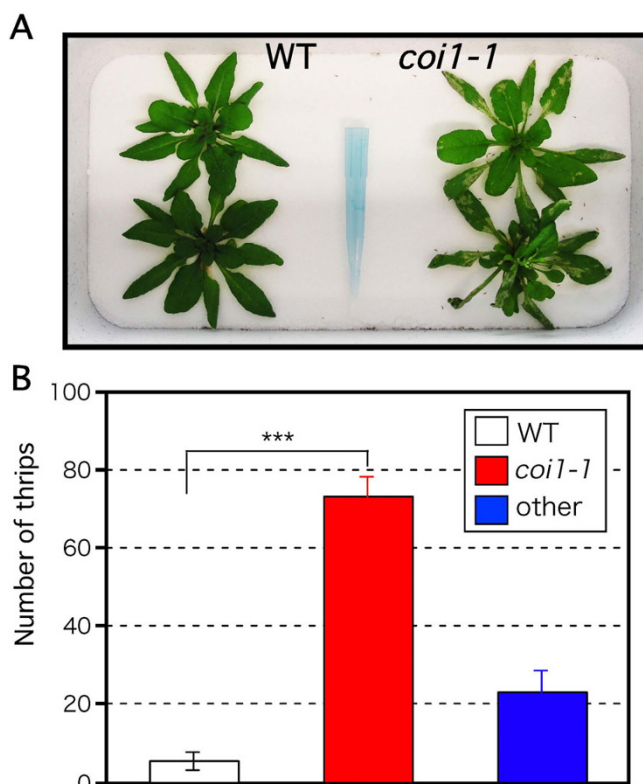 A
WT coi1-1
B
100
80
60
40
20
0
Number of thrips
***
WT
coi1-1
other